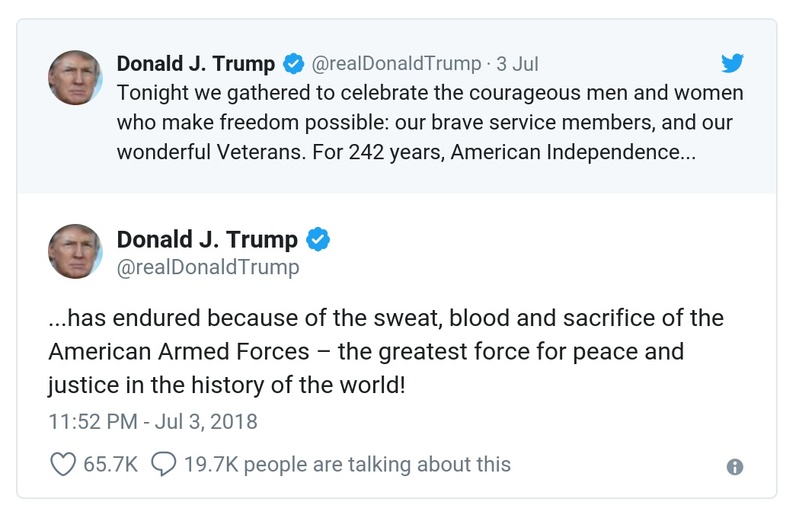 Donald J. Trump @realDonaldTrump · 3 Jul
Tonight we gathered to celebrate the courageous men and women
who make freedom possible: our brave service members, and our
wonderful Veterans. For 242 years, American Independence...
Donald J. Trump
@realDonaldTrump
...has endured because of the sweat, blood and sacrifice of the
American Armed Forces – the greatest force for peace and
justice in the history of the world!
11:52 PM - Jul 3, 2018
65.7K 19.7K people are talking about this